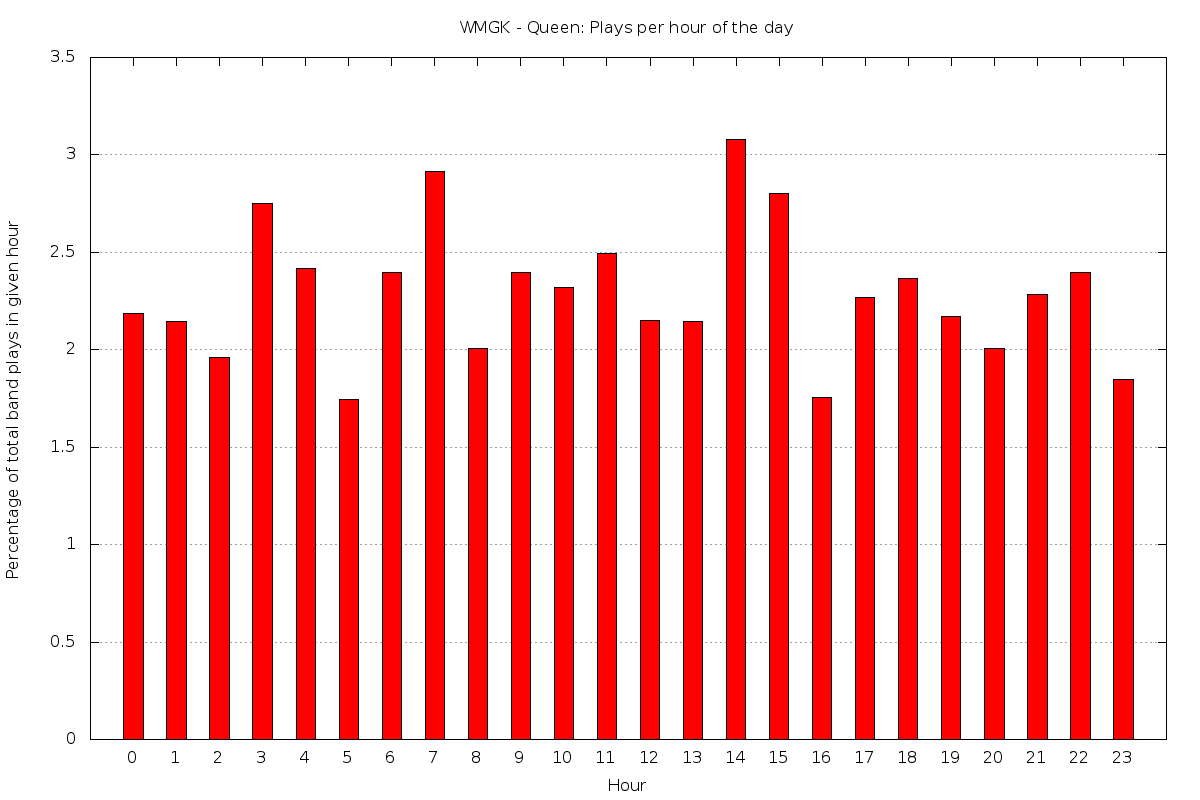 WMGK - Queen: Plays per hour of the day
3.5
3
2.5
2
1.5
1
0.5
0
Percentage of total band plays in given hour
0 1 2 3 4 5 6 7 8 9 10 11 12 13 14 15 16 17 18 19 20 21 22 23
Hour